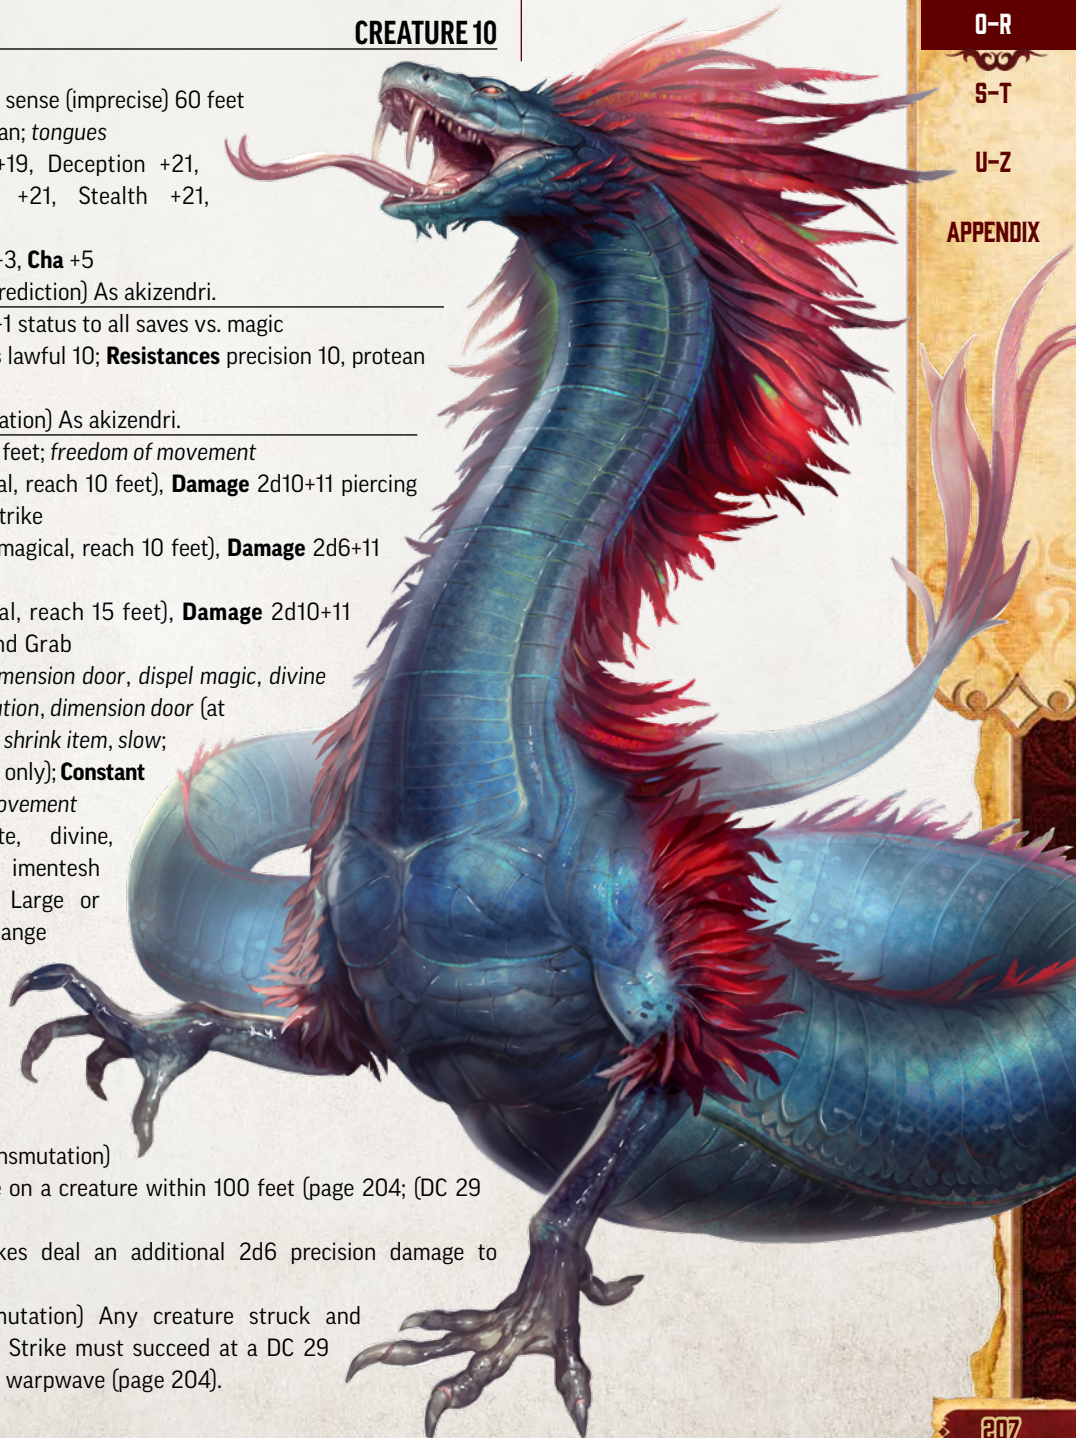 CREATURE 10
sense (imprecise) 60 feet
an; tongues
+19, Deception +21,
+21, Stealth +21,
+3, Cha +5
rediction) As akizendri.
+1 status to all saves vs. magic
s lawful 10; Resistances precision 10, protean
ation) As akizendri.
feet; freedom of movement
al, reach 10 feet), Damage 2d10+11 piercing
trike
magical, reach 10 feet), Damage 2d6+11
al, reach 15 feet), Damage 2d10+11
nd Grab
mension door, dispel magic, divine
ation, dimension door (at
shrink item, slow;
only); Constant
ovement
te, divine,
imentesh
Large or
ange
nsmutation)
e on a creature within 100 feet (page 204; (DC 29
kes deal an additional 2d6 precision damage to
mutation) Any creature struck and
Strike must succeed at a DC 29
warpwave (page 204).
O–R
S–T
U–Z
APPENDIX
207